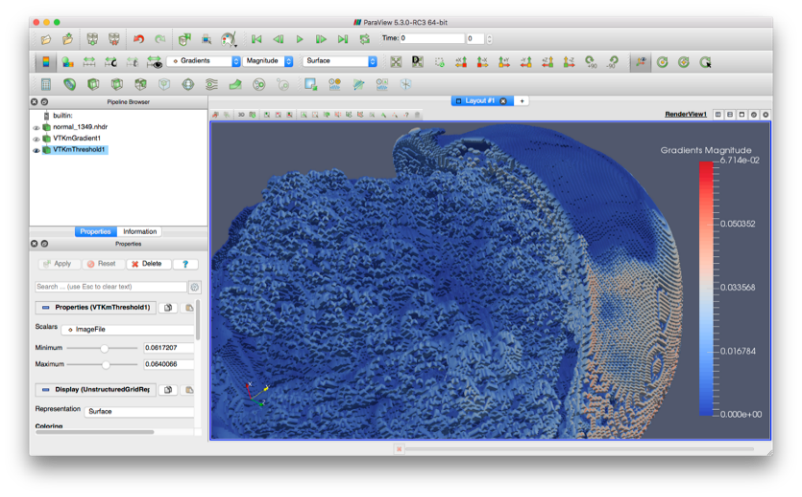 ParaView 5.3.0-RC3 64-bit
Time: 0
0
Gradients
Magnitude
Surface
Pipeline Browser
Layout #1
builtin:
normal_1349.nhdr
VTKmGradient1
VTKmThreshold1
RenderView1
Gradients Magnitude
6.714e-02
0.050352
0.033568
0.016784
0.000e+00
Properties
Information
Properties
Apply
Reset
Delete
?
Search ... (use Esc to clear text)
Properties (VTKmThreshold1)
Scalars
ImageFile
Minimum
0.0617207
Maximum
0.0640066
Display (UnstructuredGridRep
Representation
Surface
Coloring